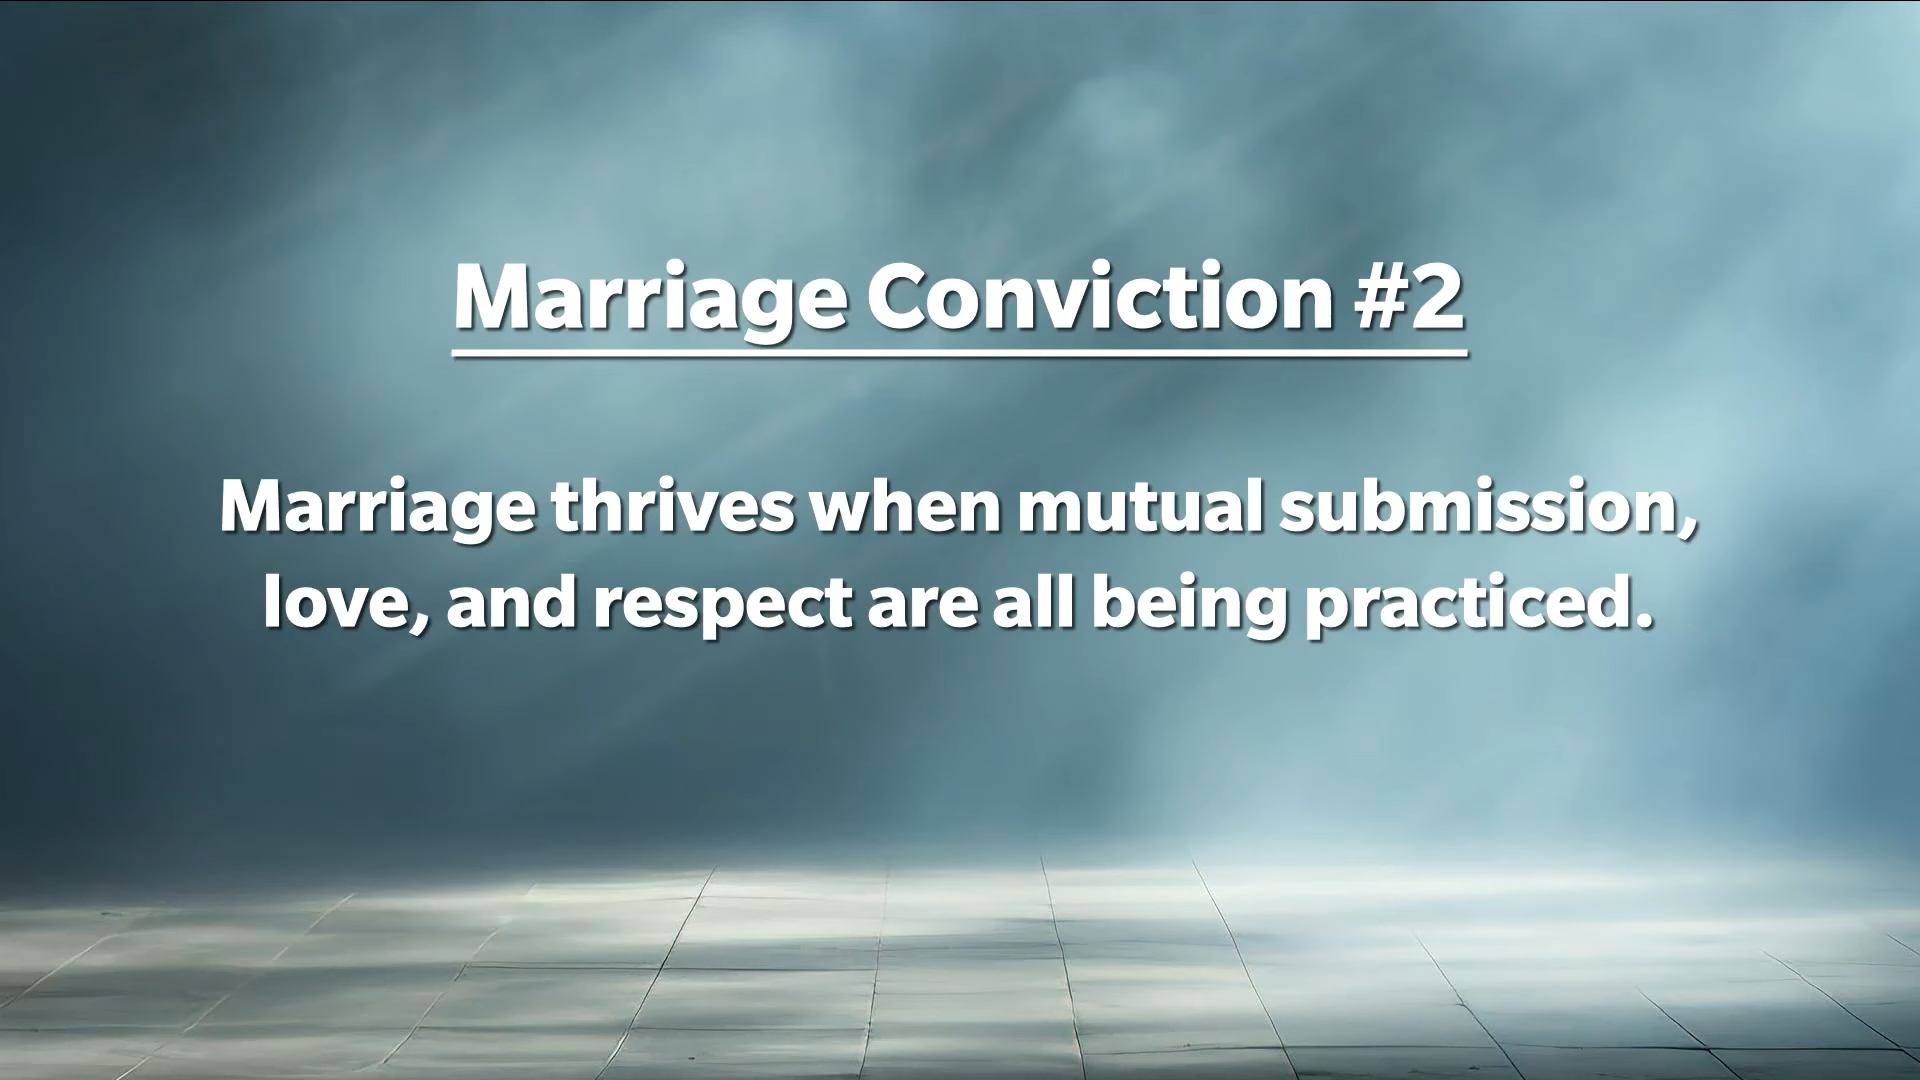 Marriage Conviction #2
Marriage thrives when mutual submission,
love, and respect are all being practiced.